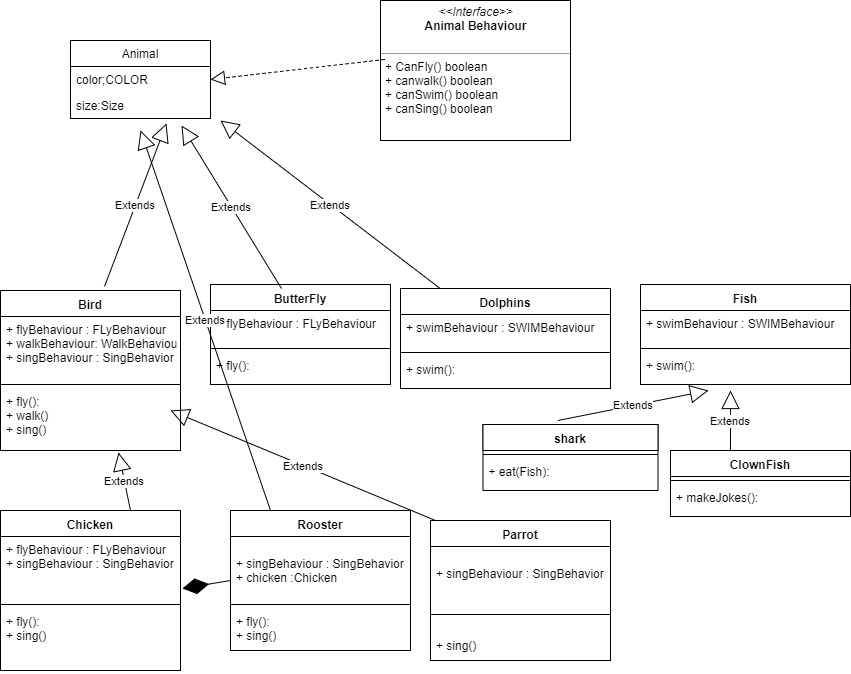 <<Interface>>
Animal Behaviour
+ CanFly() boolean
+ canwalk() boolean
+ canSwim() boolean
+ canSing() boolean
Animal
color;COLOR
size:Size
Extends
Extends
Extends
Bird
+ flyBehaviour : FLyBehaviour
+ walkBehaviour: WalkBehaviou
+ singBehaviour : SingBehavior
+ fly():
+ walk()
+ sing()
Extends
ButterFly
flyBehaviour : FLyBehaviour
+ fly():
Dolphins
+ swimBehaviour : SWIMBehaviour
+ swim():
Fish
+ swimBehaviour : SWIMBehaviour
+ swim():
Extends
Extends
shark
+ eat(Fish):
ClownFish
+ makeJokes():
Extends
Extends
Chicken
+ flyBehaviour : FLyBehaviour
+ singBehaviour : SingBehavior
+ fly():
+ sing()
Rooster
+ singBehaviour : SingBehavior
+ chicken :Chicken
+ fly():
+ sing()
Parrot
+ singBehaviour : SingBehavior
+ sing()